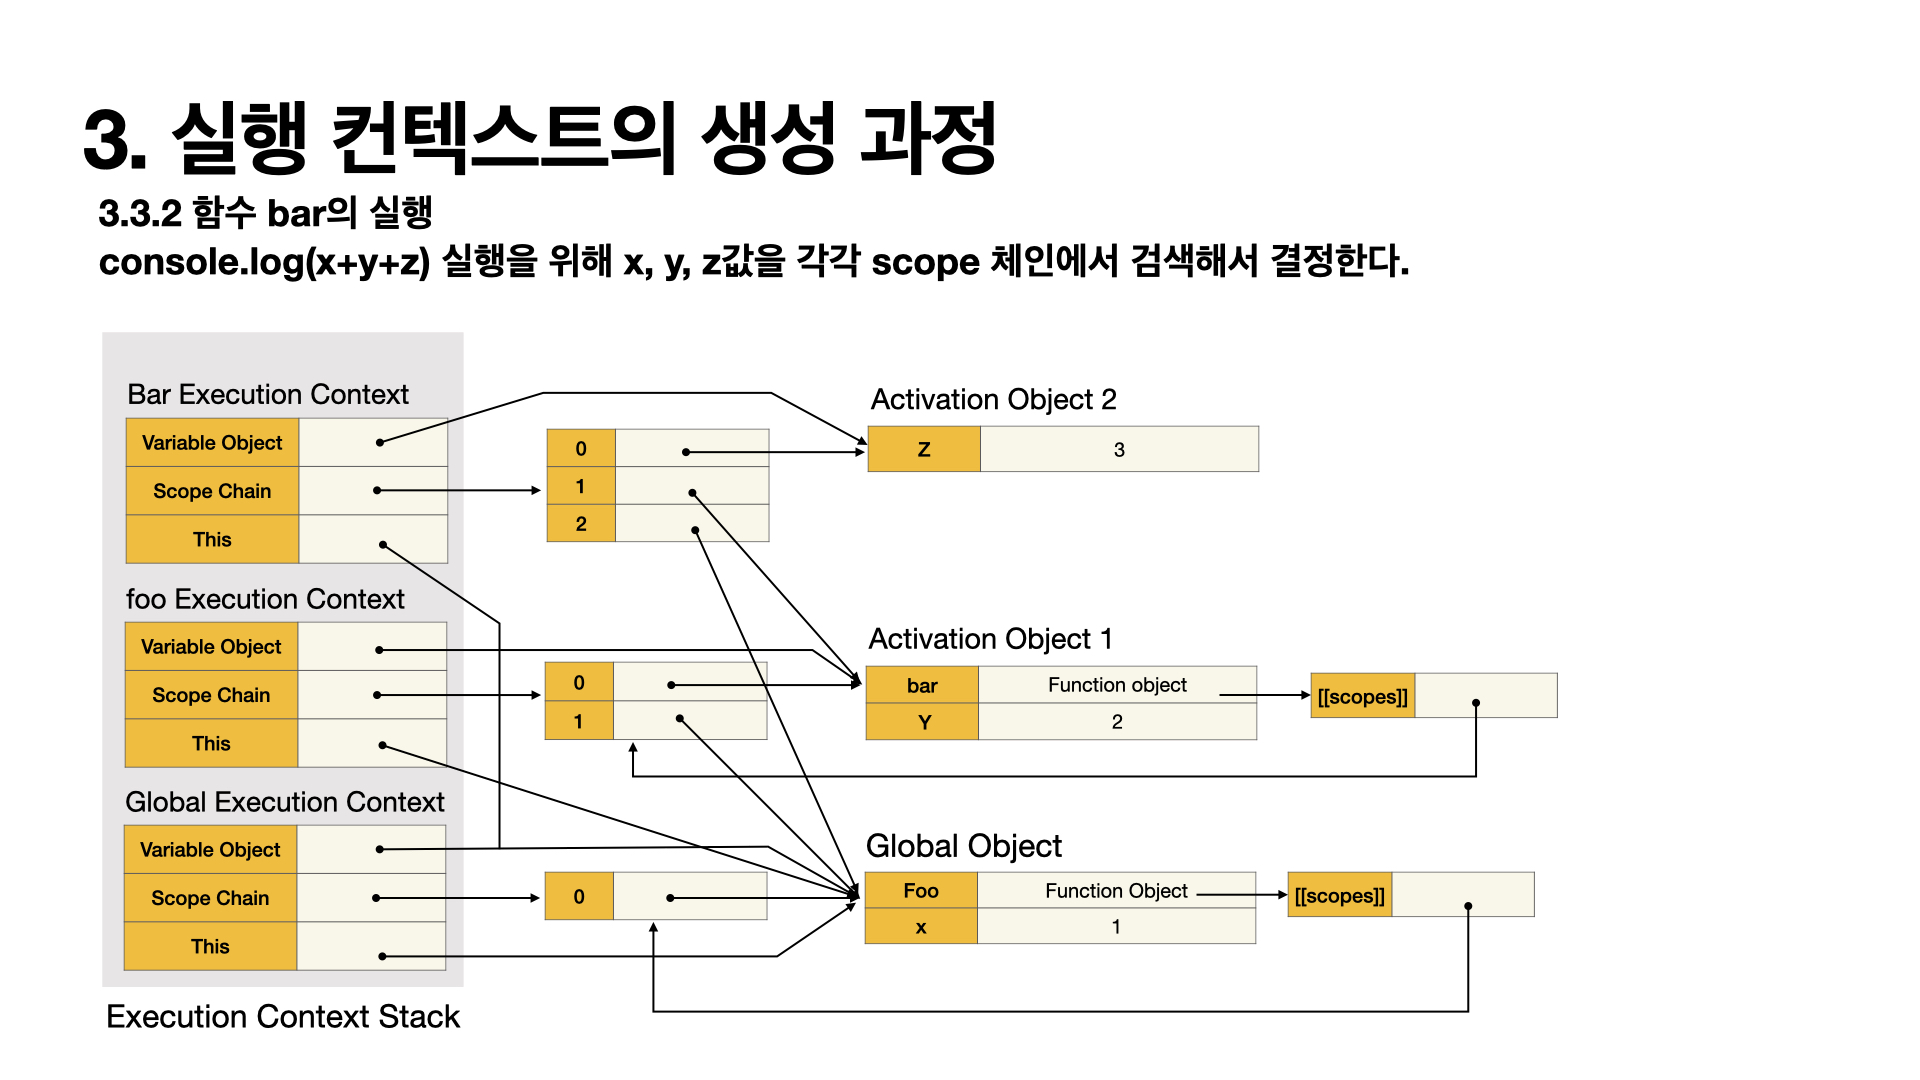 3. 실행 컨텍스트의 생성 과정
3.3.2 함수 bar의 실행
console.log(x+y+z) 실행을 위해 x, y, z값을 각각 scope 체인에서 검색해서 결정한다.
Bar Execution Context
Variable Object
Scope Chain
This
0
1
2
Activation Object 2
Z 3
foo Execution Context
Variable Object
Scope Chain
This
0
1
Activation Object 1
bar Function object
Y 2
[[scopes]]
Global Execution Context
Variable Object
Scope Chain
This
0
Global Object
Foo Function Object
x 1
[[scopes]]
Execution Context Stack